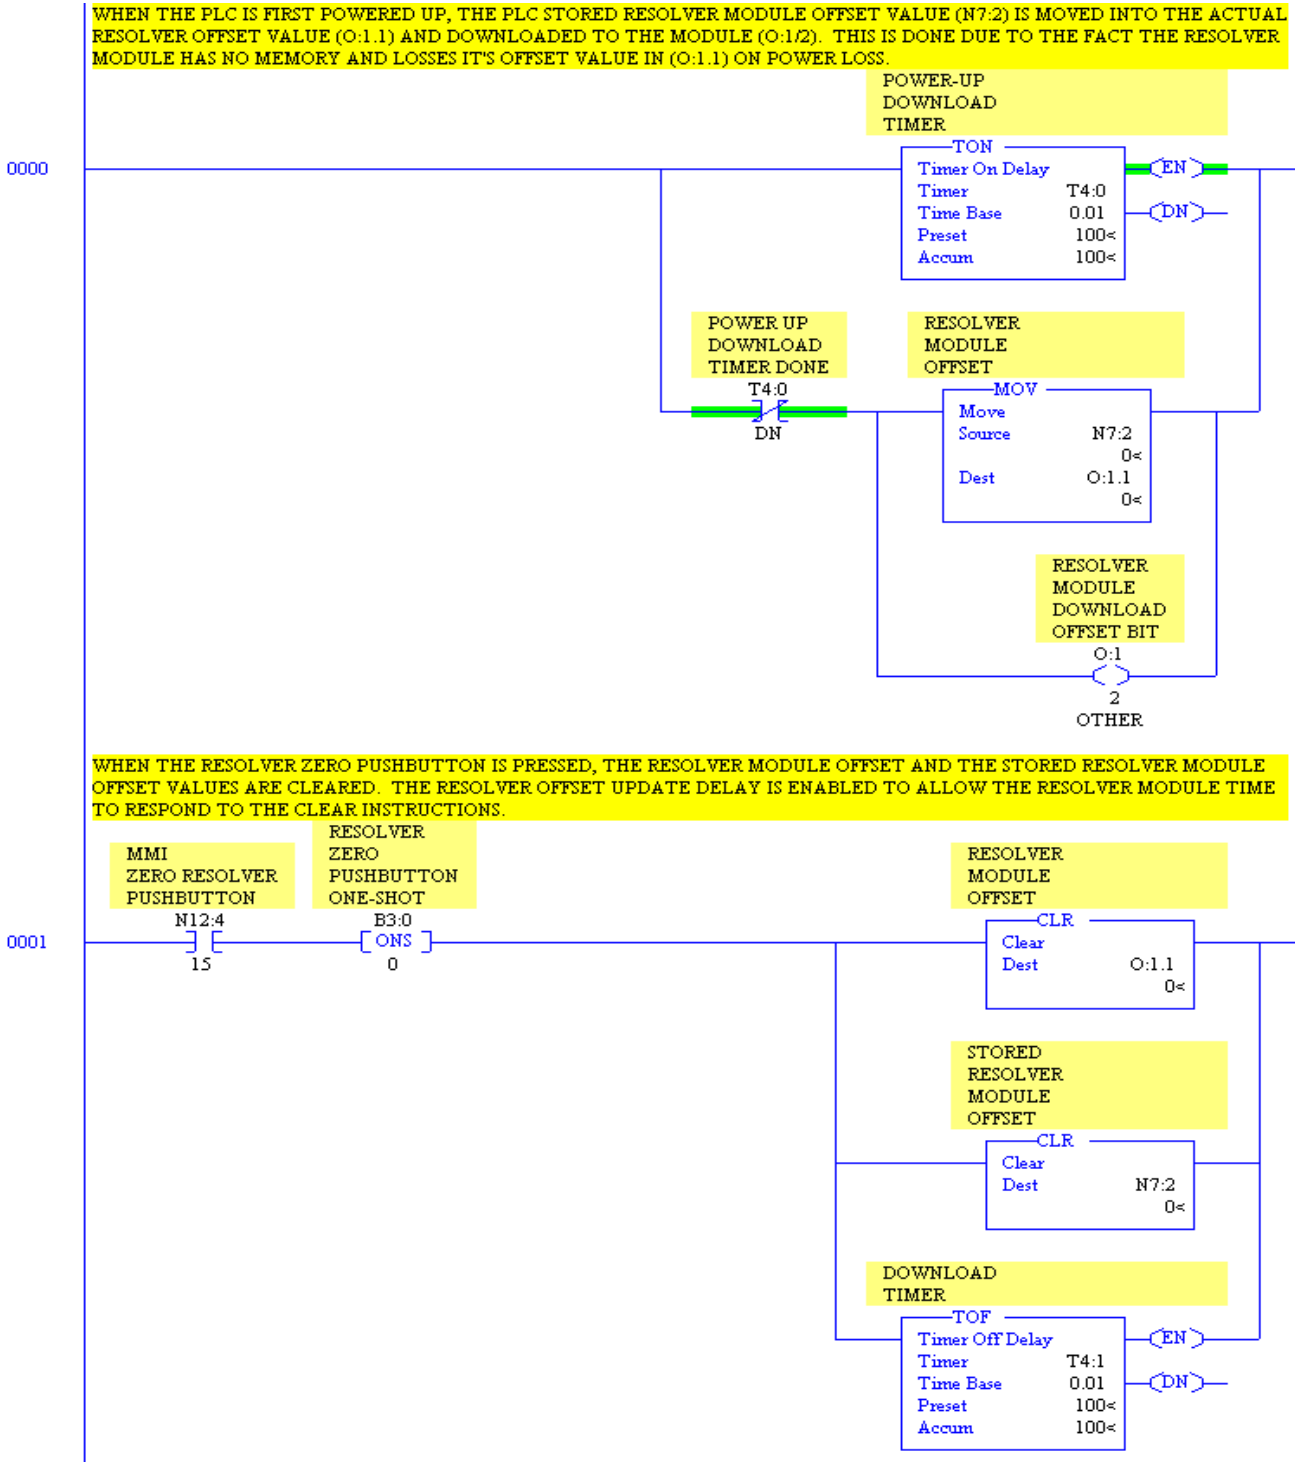 WHEN THE PLC IS FIRST POWERED UP, THE PLC STORED RESOLVER MODULE OFFSET VALUE (N7:2) IS MOVED INTO THE ACTUAL
RESOLVER OFFSET VALUE (O:1.1) AND DOWNLOADED TO THE MODULE (O:1/2).  THIS IS DONE DUE TO THE FACT THE RESOLVER
MODULE HAS NO MEMORY AND LOSSES IT'S OFFSET VALUE IN (O:1.1) ON POWER LOSS.
POWER-UP
DOWNLOAD
TIMER
TON
0000
Timer On Delay
EN
Timer T4:0
Time Base 0.01
DN
Preset 100<
Accum 100<
POWER UP
DOWNLOAD
TIMER DONE
T4:0
DN
RESOLVER
MODULE
OFFSET
MOV
Move
Source N7:2
0<
Dest O:1.1
0<
RESOLVER
MODULE
DOWNLOAD
OFFSET BIT
O:1
2
OTHER
WHEN THE RESOLVER ZERO PUSHBUTTON IS PRESSED, THE RESOLVER MODULE OFFSET AND THE STORED RESOLVER MODULE
OFFSET VALUES ARE CLEARED.  THE RESOLVER OFFSET UPDATE DELAY IS ENABLED TO ALLOW THE RESOLVER MODULE TIME
TO RESPOND TO THE CLEAR INSTRUCTIONS.
0001
MMI
ZERO RESOLVER
PUSHBUTTON
N12:4
15
RESOLVER
ZERO
PUSHBUTTON
ONE-SHOT
B3:0
ONS
0
RESOLVER
MODULE
OFFSET
CLR
Clear
Dest O:1.1
0<
STORED
RESOLVER
MODULE
OFFSET
CLR
Clear
Dest N7:2
0<
DOWNLOAD
TIMER
TOF
Timer Off Delay
EN
Timer T4:1
Time Base 0.01
DN
Preset 100<
Accum 100<